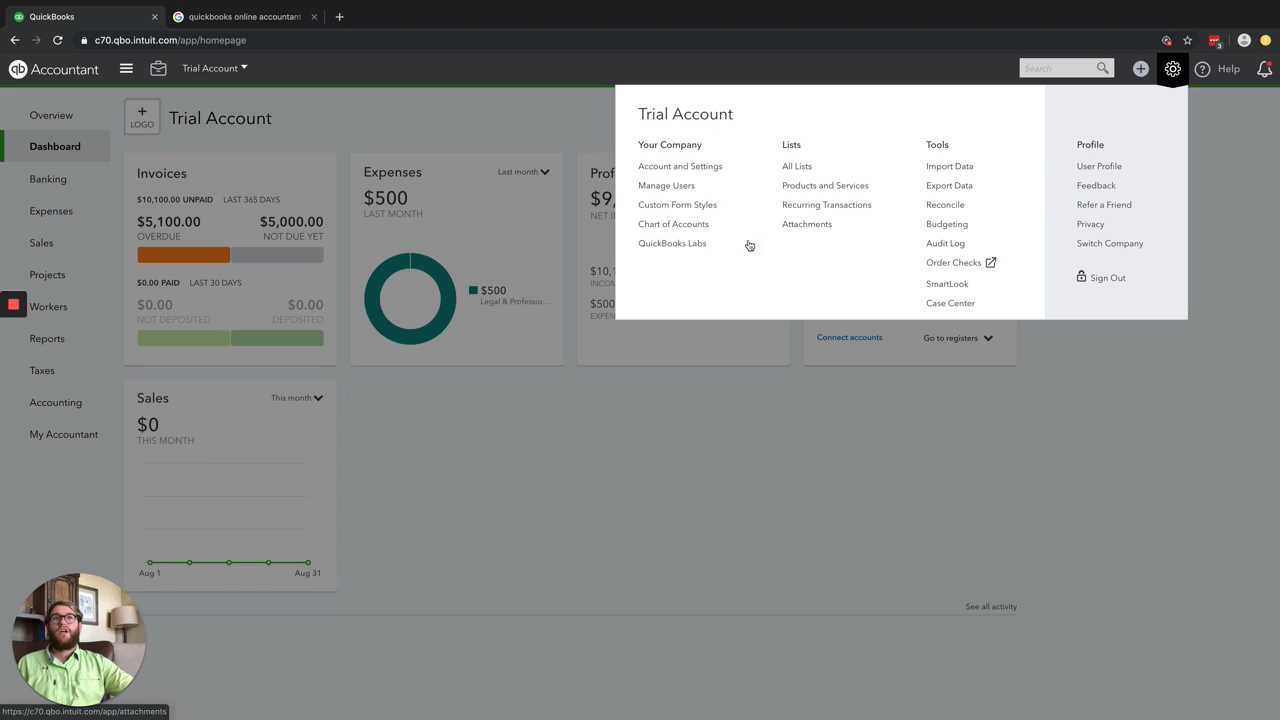 QuickBooks
quickbooks online accountant
c70.qbo.intuit.com/app/homepage
3
qb Accountant
Trial Account
Search
Help
Overview
Dashboard
Banking
Expenses
Sales
Projects
Workers
Reports
Taxes
Accounting
My Accountant
+
LOGO
Trial Account
Invoices
$10,100.00 UNPAID LAST 365 DAYS
$5,100.00 $5,000.00
OVERDUE NOT DUE YET
$0.00 PAID LAST 30 DAYS
$0.00 $0.00
NOT DEPOSITED DEPOSITED
Expenses
Last month
$500
LAST MONTH
$500
Legal & Professio...
Connect accounts
Go to registers
Sales
This month
$0
THIS MONTH
Aug 1 Aug 31
See all activity
Trial Account
Your Company
Account and Settings
Manage Users
Custom Form Styles
Chart of Accounts
QuickBooks Labs
Lists
All Lists
Products and Services
Recurring Transactions
Attachments
Tools
Import Data
Export Data
Reconcile
Budgeting
Audit Log
Order Checks
SmartLook
Case Center
Profile
User Profile
Feedback
Refer a Friend
Privacy
Switch Company
Sign Out
https://c70.qbo.intuit.com/app/attachments